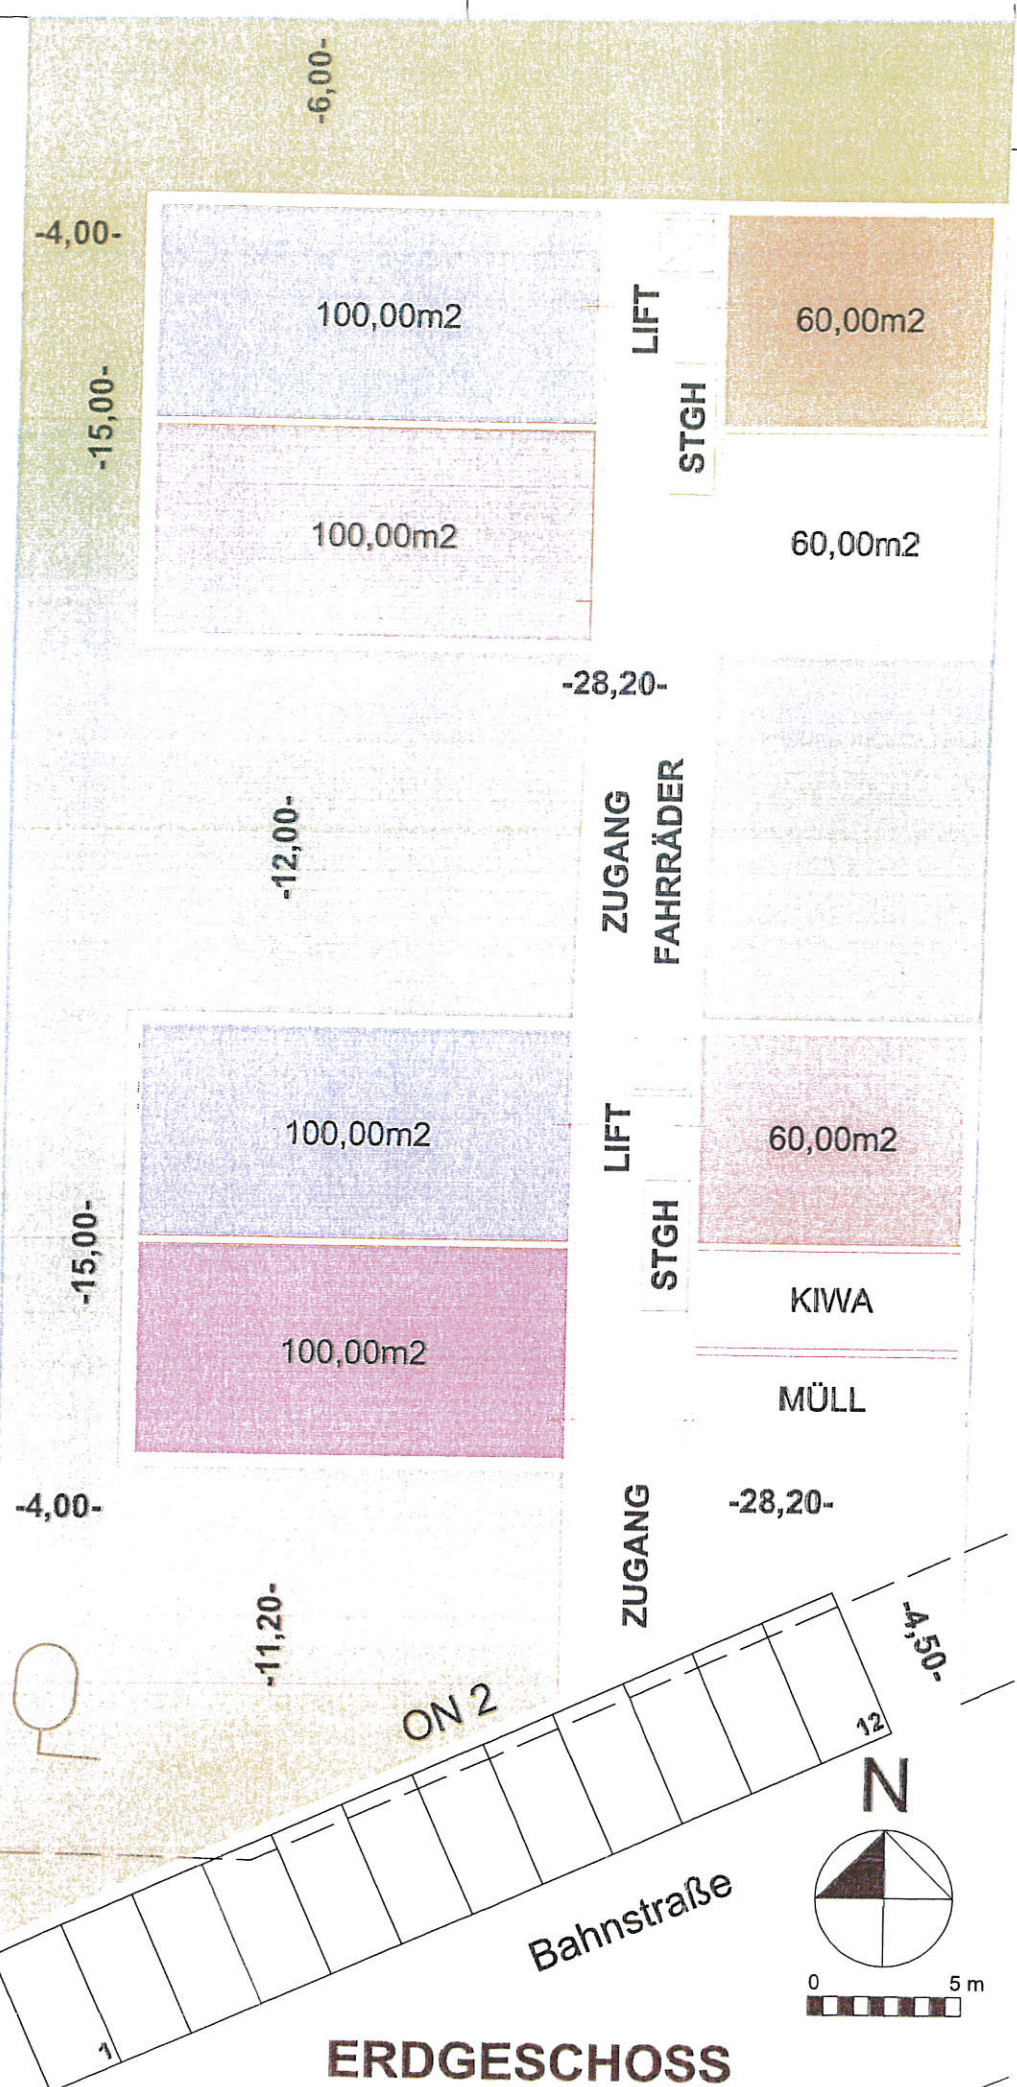 -6,00-
-4,00-
100,00m2
LIFT
60,00m2
-15,00-
STGH
100,00m2
60,00m2
-28,20-
-12,00-
ZUGANG
FAHRRÄDER
100,00m2
LIFT
60,00m2
-15,00-
STGH
KIWA
100,00m2
MÜLL
-4,00-
ZUGANG
-28,20-
-11,20-
-4,50-
ON 2
12
N
Bahnstraße
0 5 m
1
ERDGESCHOSS